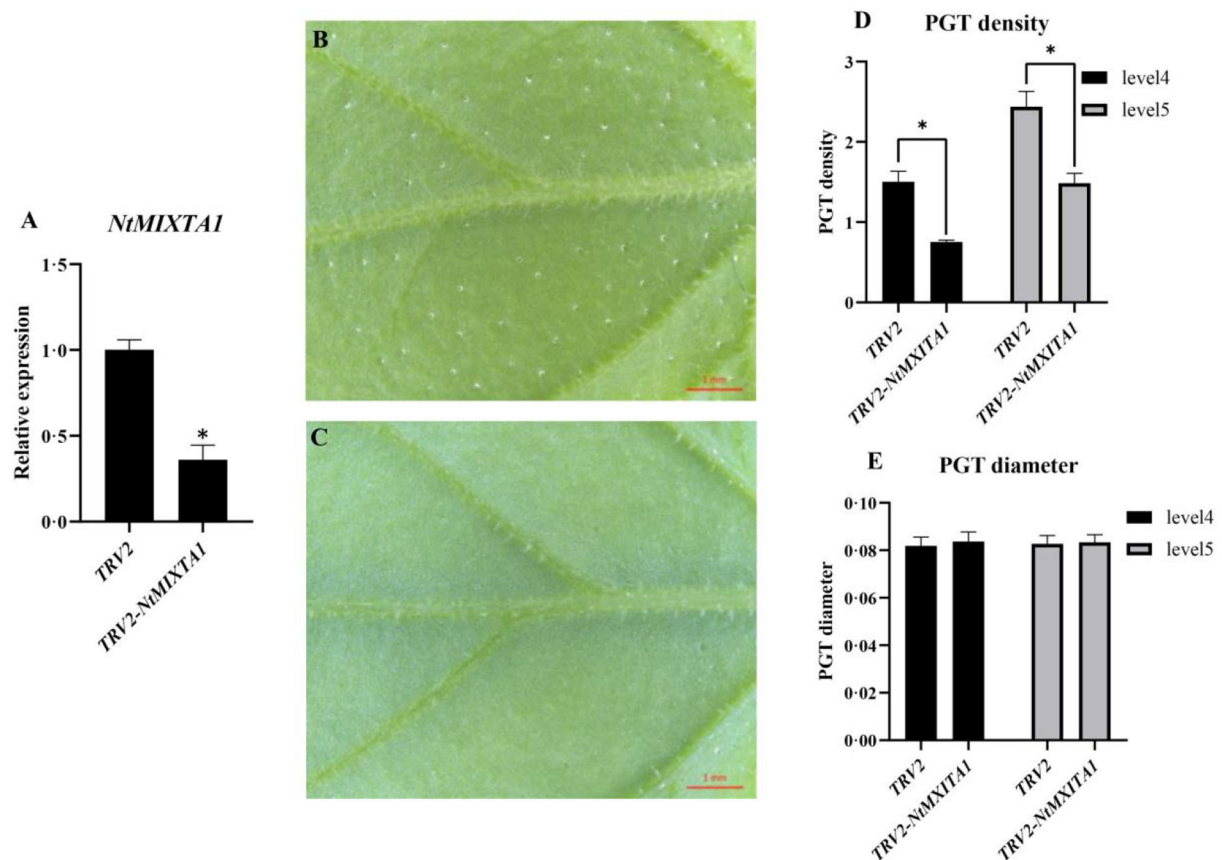 A
NtMIXTA1
Relative expression
1·5
1·0
0·5
0·0
*
TRV2
TRV2-NtMIXTA1
B
1 mm
C
1 mm
D
PGT density
PGT density
3
2
1
0
*
*
level4
level5
TRV2
TRV2-NtMXITA1
TRV2
TRV2-NtMXITA1
E
PGT diameter
PGT diameter
0·10
0·08
0·06
0·04
0·02
0·00
level4
level5
TRV2
TRV2-NtMXITA1
TRV2
TRV2-NtMXITA1